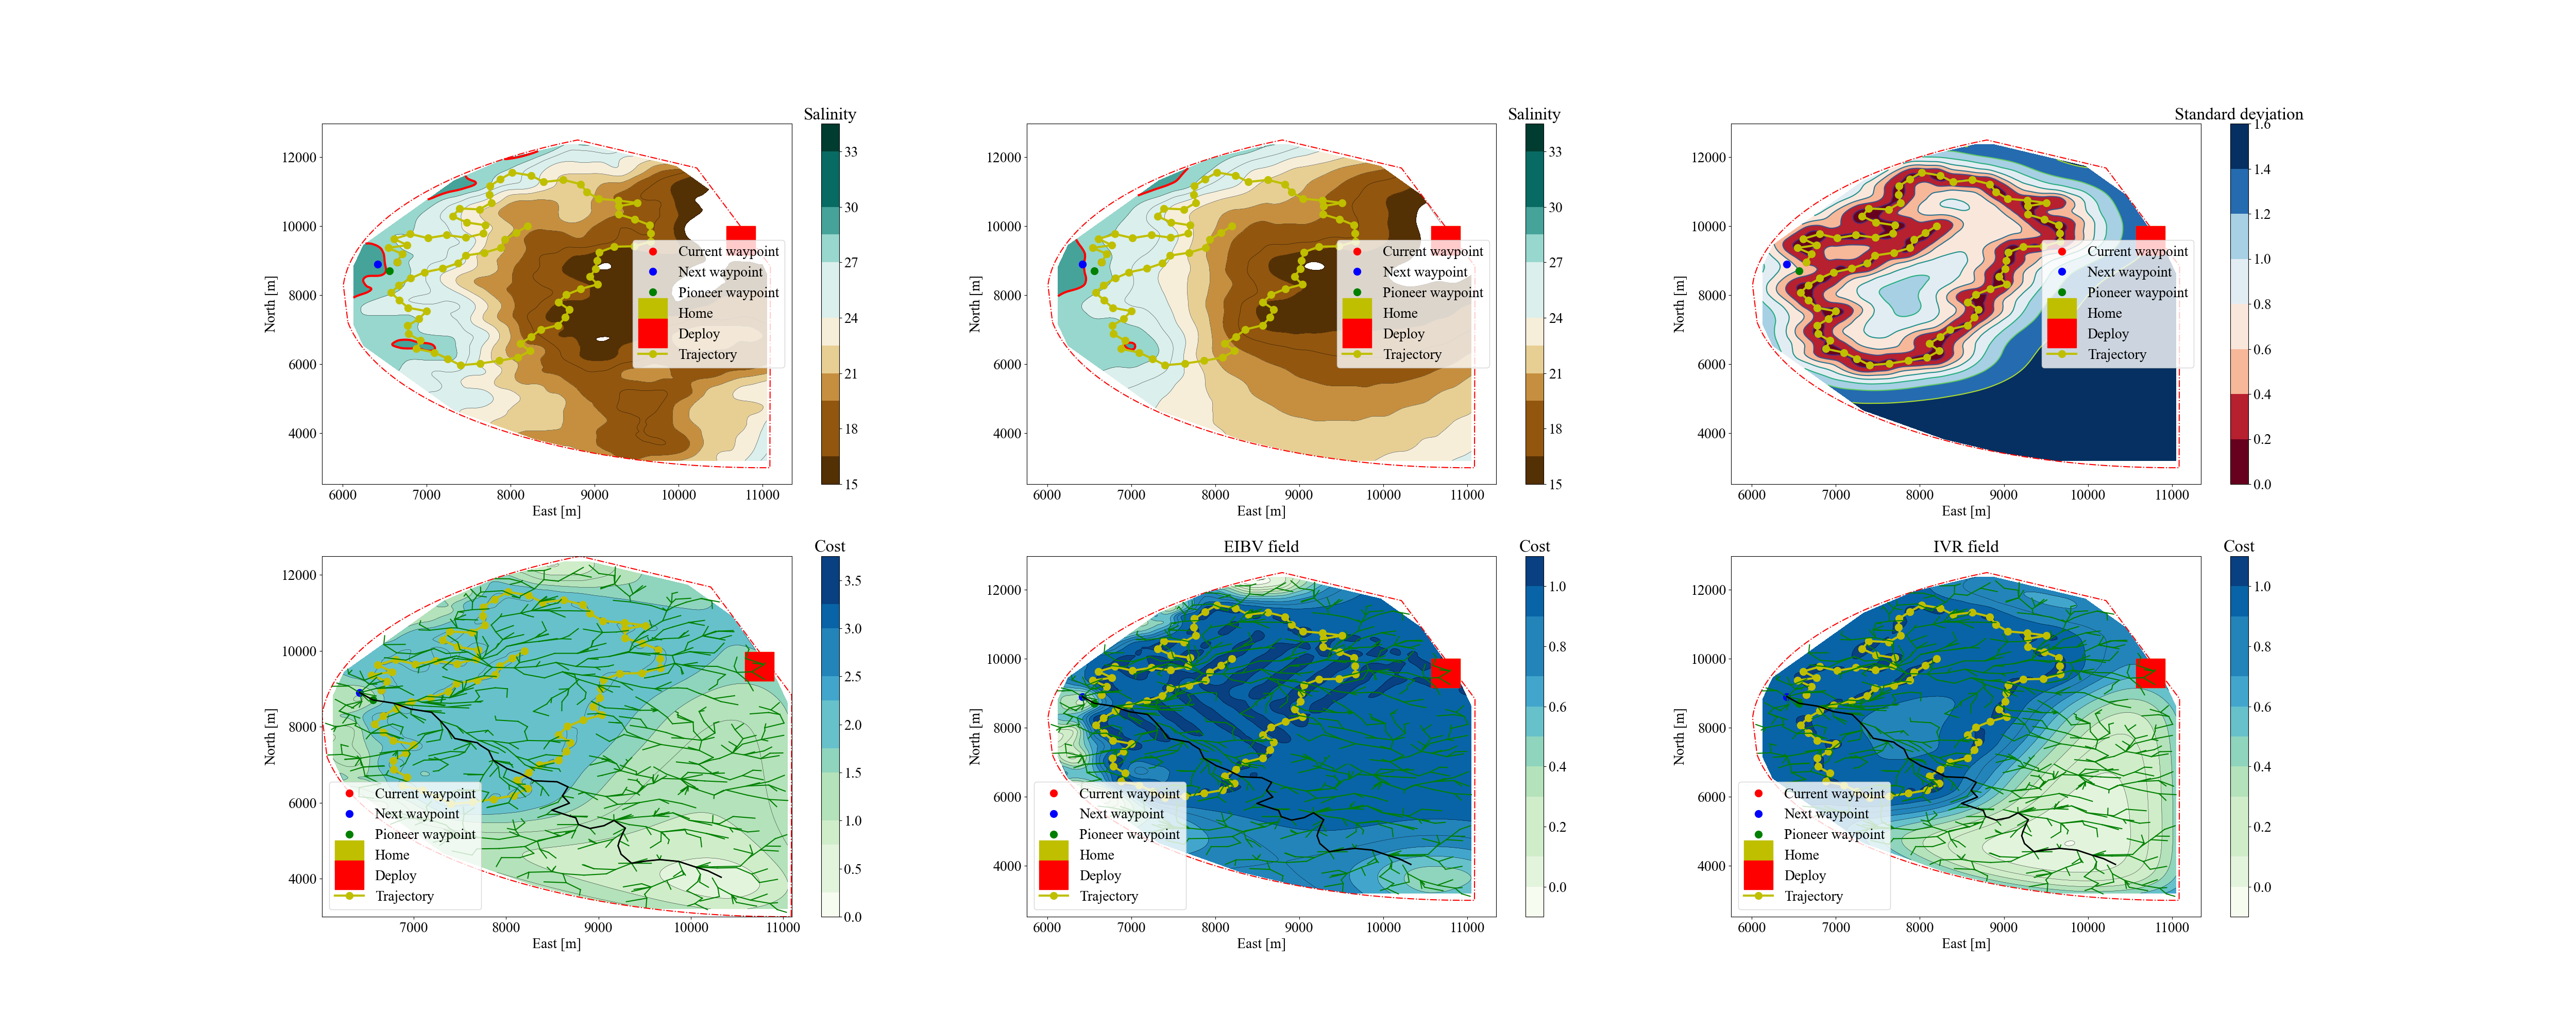 Salinity
12000
10000
8000
6000
4000
North [m]
6000 7000 8000 9000 10000 11000
East [m]
33
30
27
24
21
18
15
Current waypoint
Next waypoint
Pioneer waypoint
Home
Deploy
Trajectory
Salinity
12000
10000
8000
6000
4000
North [m]
6000 7000 8000 9000 10000 11000
East [m]
33
30
27
24
21
18
15
Current waypoint
Next waypoint
Pioneer waypoint
Home
Deploy
Trajectory
Standard deviation
12000
10000
8000
6000
4000
North [m]
6000 7000 8000 9000 10000 11000
East [m]
1.6
1.4
1.2
1.0
0.8
0.6
0.4
0.2
0.0
Current waypoint
Next waypoint
Pioneer waypoint
Home
Deploy
Trajectory
Cost
12000
10000
8000
6000
4000
North [m]
7000 8000 9000 10000 11000
East [m]
3.5
3.0
2.5
2.0
1.5
1.0
0.5
0.0
Current waypoint
Next waypoint
Pioneer waypoint
Home
Deploy
Trajectory
EIBV field
Cost
12000
10000
8000
6000
4000
North [m]
6000 7000 8000 9000 10000 11000
East [m]
1.0
0.8
0.6
0.4
0.2
0.0
Current waypoint
Next waypoint
Pioneer waypoint
Home
Deploy
Trajectory
IVR field
Cost
12000
10000
8000
6000
4000
North [m]
6000 7000 8000 9000 10000 11000
East [m]
1.0
0.8
0.6
0.4
0.2
0.0
Current waypoint
Next waypoint
Pioneer waypoint
Home
Deploy
Trajectory